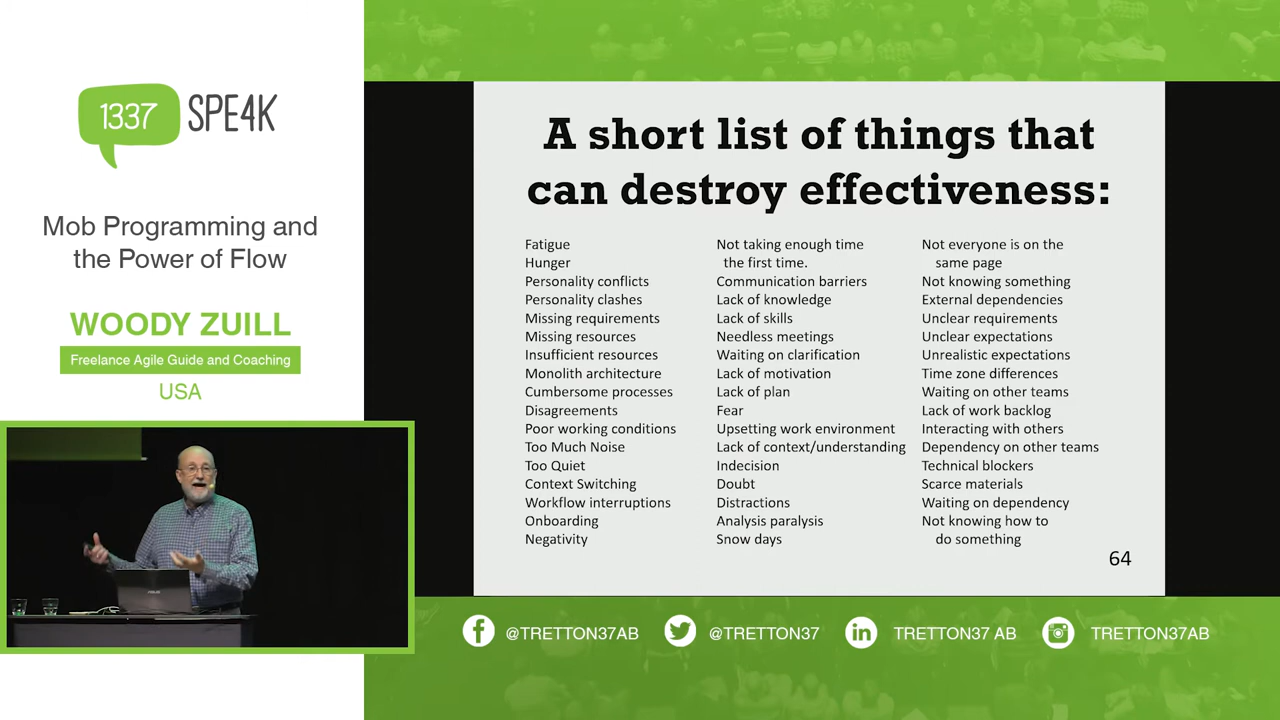 1337
SPE4K
Mob Programming and
the Power of Flow
WOODY ZUILL
Freelance Agile Guide and Coaching
USA
A short list of things that
can destroy effectiveness:
Fatigue
Hunger
Personality conflicts
Personality clashes
Missing requirements
Missing resources
Insufficient resources
Monolith architecture
Cumbersome processes
Disagreements
Poor working conditions
Too Much Noise
Too Quiet
Context Switching
Workflow interruptions
Onboarding
Negativity
Not taking enough time
the first time.
Communication barriers
Lack of knowledge
Lack of skills
Needless meetings
Waiting on clarification
Lack of motivation
Lack of plan
Fear
Upsetting work environment
Lack of context/understanding
Indecision
Doubt
Distractions
Analysis paralysis
Snow days
Not everyone is on the
same page
Not knowing something
External dependencies
Unclear requirements
Unclear expectations
Unrealistic expectations
Time zone differences
Waiting on other teams
Lack of work backlog
Interacting with others
Dependency on other teams
Technical blockers
Scarce materials
Waiting on dependency
Not knowing how to
do something
64
@TRETTON37AB
@TRETTON37
TRETTON37 AB
TRETTON37AB